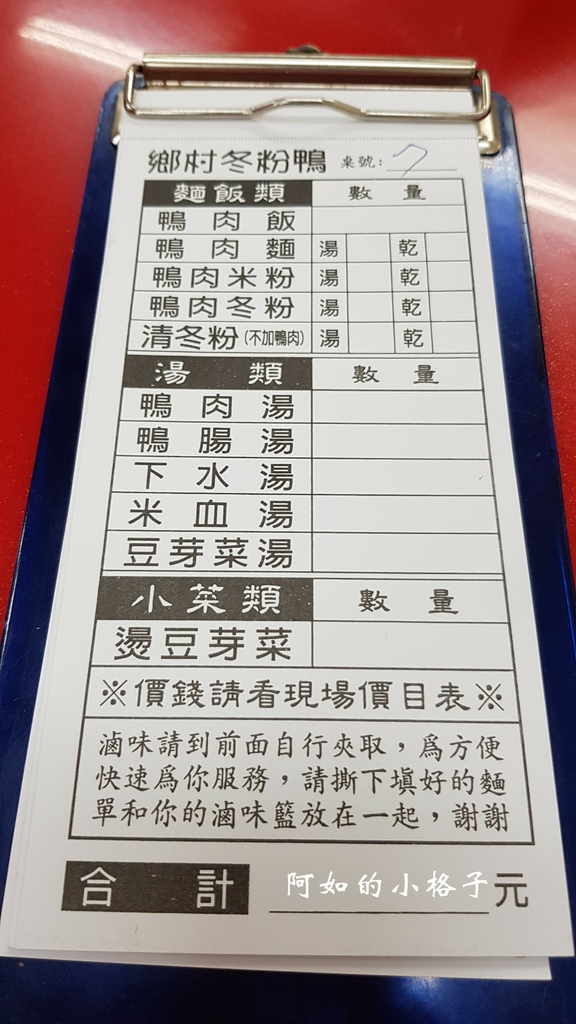 鄉村冬粉鴨 桌號：7
麵飯類 數量
鴨肉飯
鴨肉麵 湯 乾
鴨肉米粉 湯 乾
鴨肉冬粉 湯 乾
清冬粉(不加鴨肉) 湯 乾
湯類 數量
鴨肉湯
鴨腸湯
下水湯
米血湯
豆芽菜湯
小菜類 數量
燙豆芽菜
※價錢請看現場價目表※
滷味請到前面自行夾取，為方便
快速為你服務，請撕下填好的麵
單和你的滷味籃放在一起，謝謝
合計 元
阿如的小格子